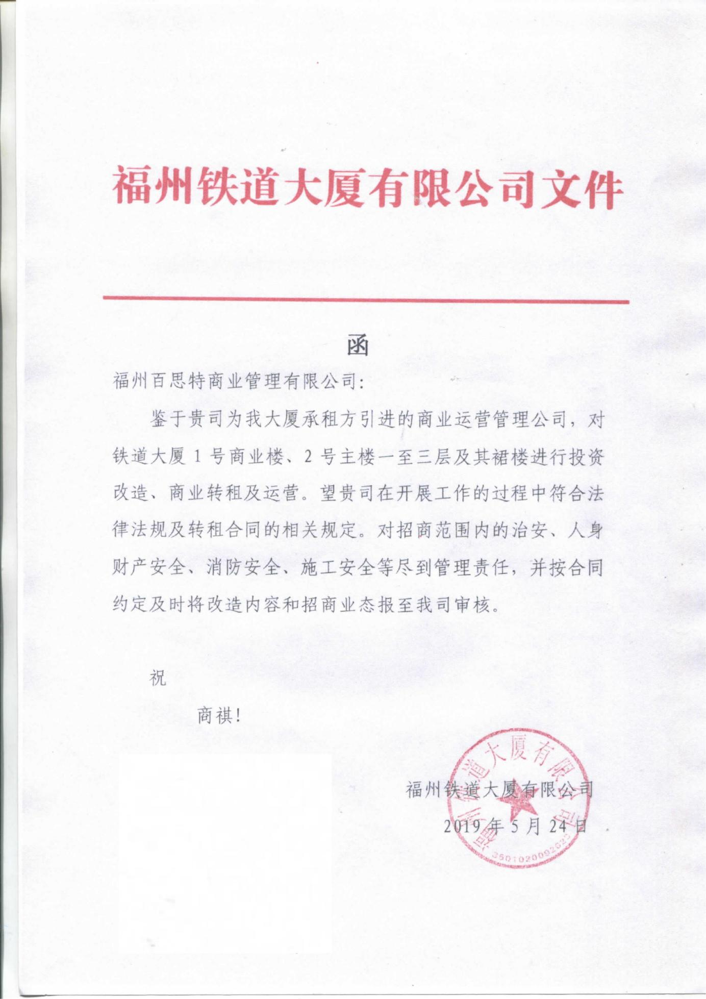 福州铁道大厦有限公司文件
函
福州百思特商业管理有限公司：
鉴于贵司为我大厦承租方引进的商业运营管理公司，对
铁道大厦 1 号商业楼、2 号主楼一至三层及其裙楼进行投资
改造、商业转租及运营。望贵司在开展工作的过程中符合法
律法规及转租合同的相关规定。对招商范围内的治安、人身
财产安全、消防安全、施工安全等尽到管理责任，并按合同
约定及时将改造内容和招商业态报至我司审核。
祝
商祺！
福州铁道大厦有限公司
2019 年 5 月 24 日
福州铁道大厦有限公司